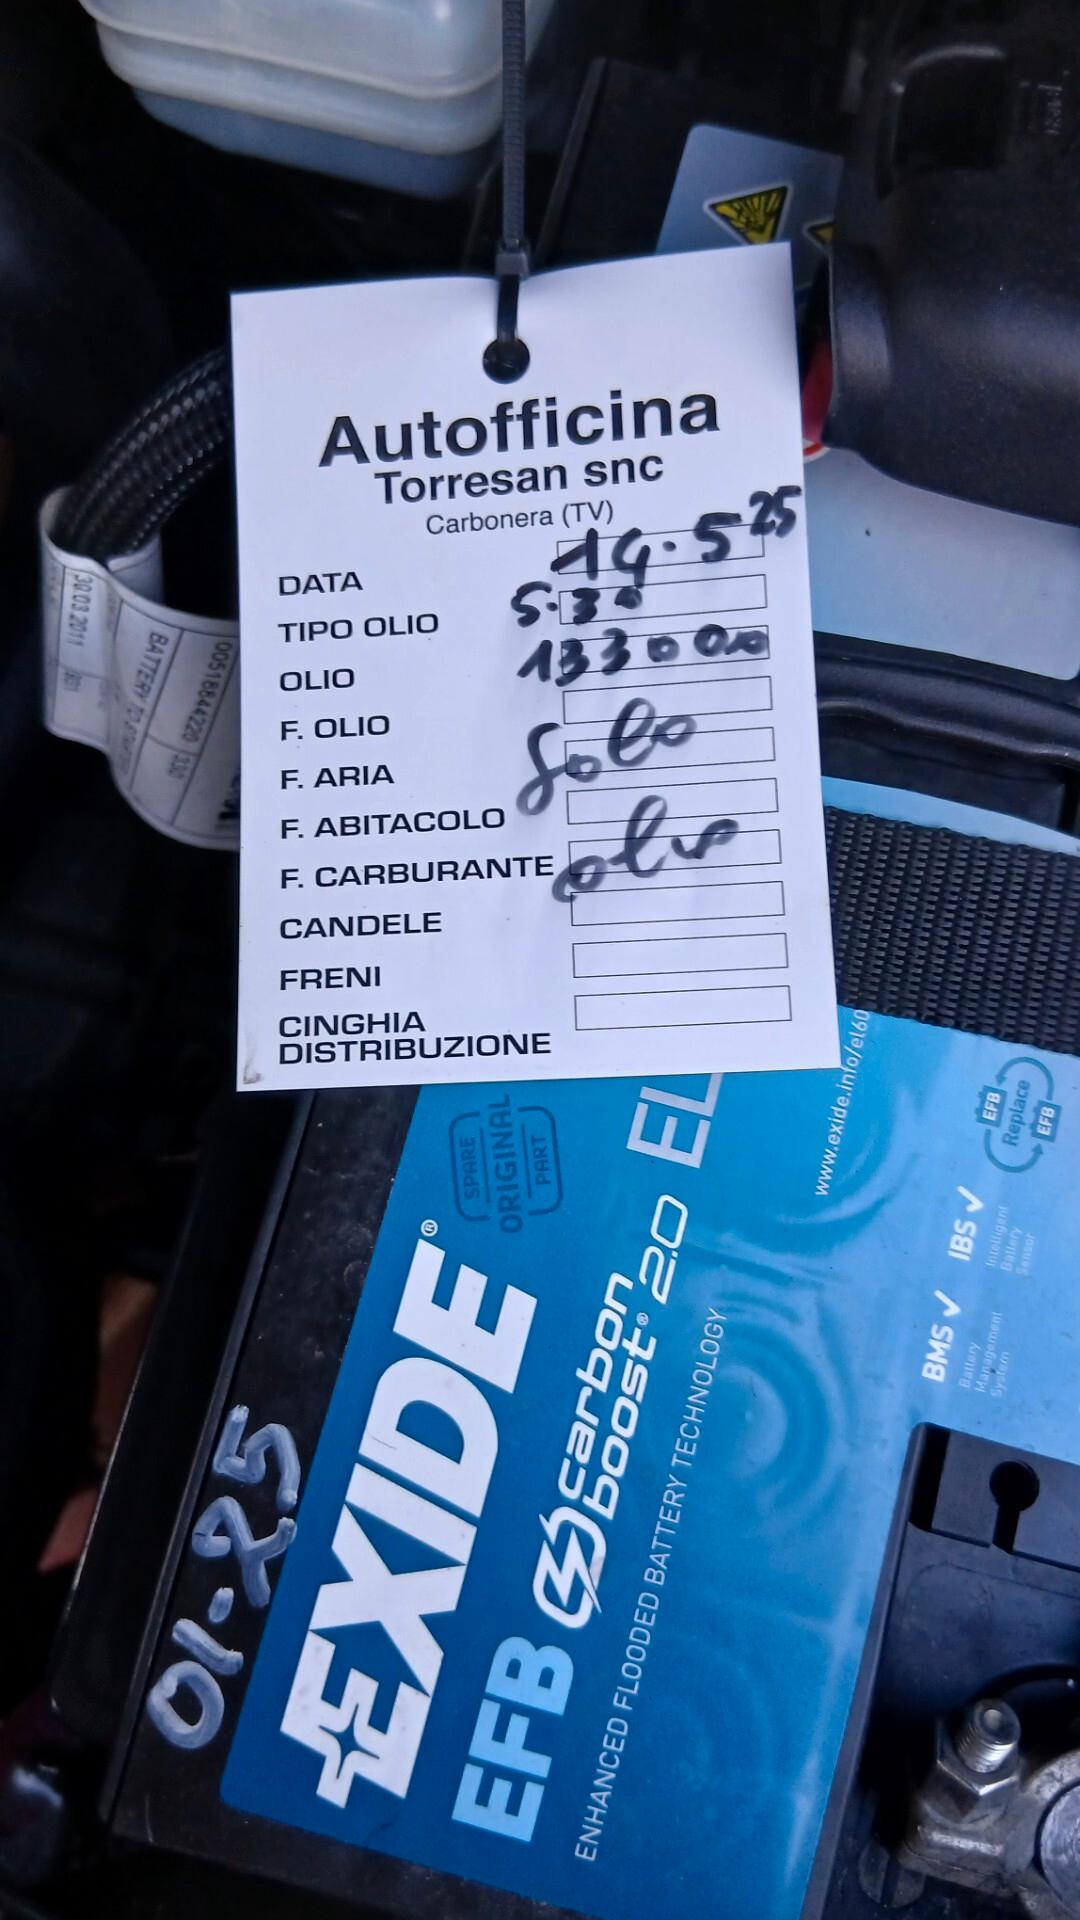 Autofficina
Torresan snc
Carbonera (TV)
DATA 14.5 25
TIPO OLIO 5.30
OLIO 133000
F. OLIO
F. ARIA Solo
F. ABITACOLO
F. CARBURANTE olio
CANDELE
FRENI
CINGHIA
DISTRIBUZIONE
30.03.2011
BATTERY TO
00518844220 330
EL
www.exide.info/el60
SPARE
ORIGINAL
PART
EXIDE®
EFB carbon
boost® 2.0
ENHANCED FLOODED BATTERY TECHNOLOGY
EFB
Replace
EFB
IBS ✓
Intelligent
Battery
Sensor
BMS ✓
Battery
Management
System
01-25